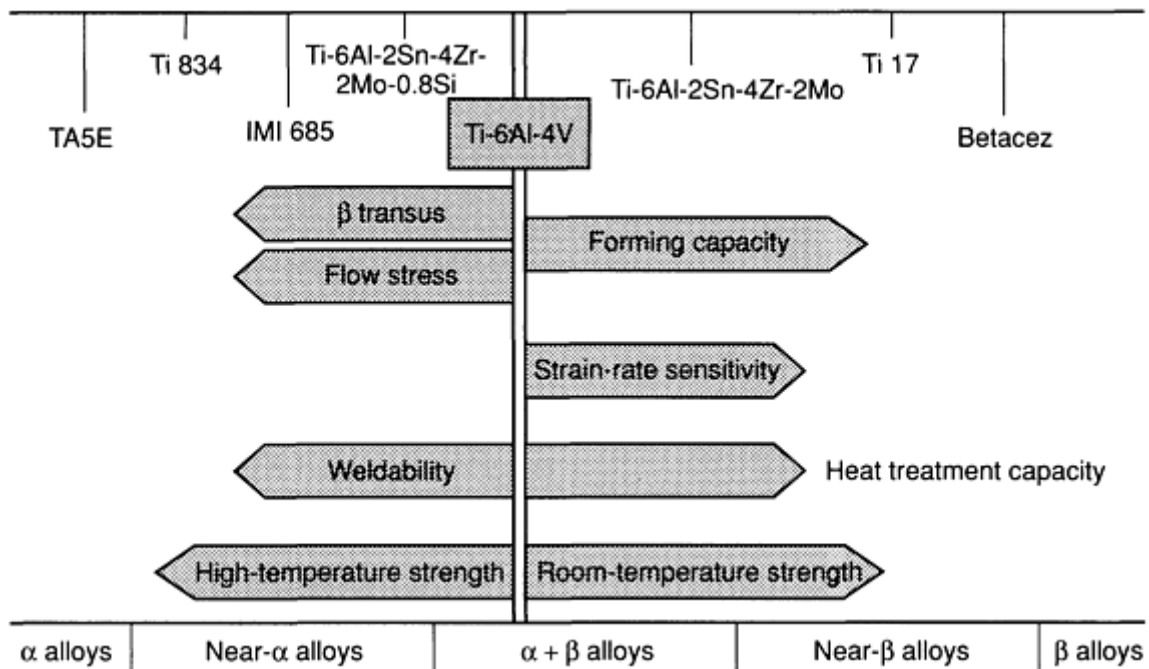 Ti 834
Ti-6Al-2Sn-4Zr-
2Mo-0.8Si
Ti 17
Ti-6Al-2Sn-4Zr-2Mo
TA5E
IMI 685
Ti-6Al-4V
Betacez
β transus
Forming capacity
Flow stress
Strain-rate sensitivity
Weldability
Heat treatment capacity
High-temperature strength
Room-temperature strength
α alloys
Near-α alloys
α + β alloys
Near-β alloys
β alloys